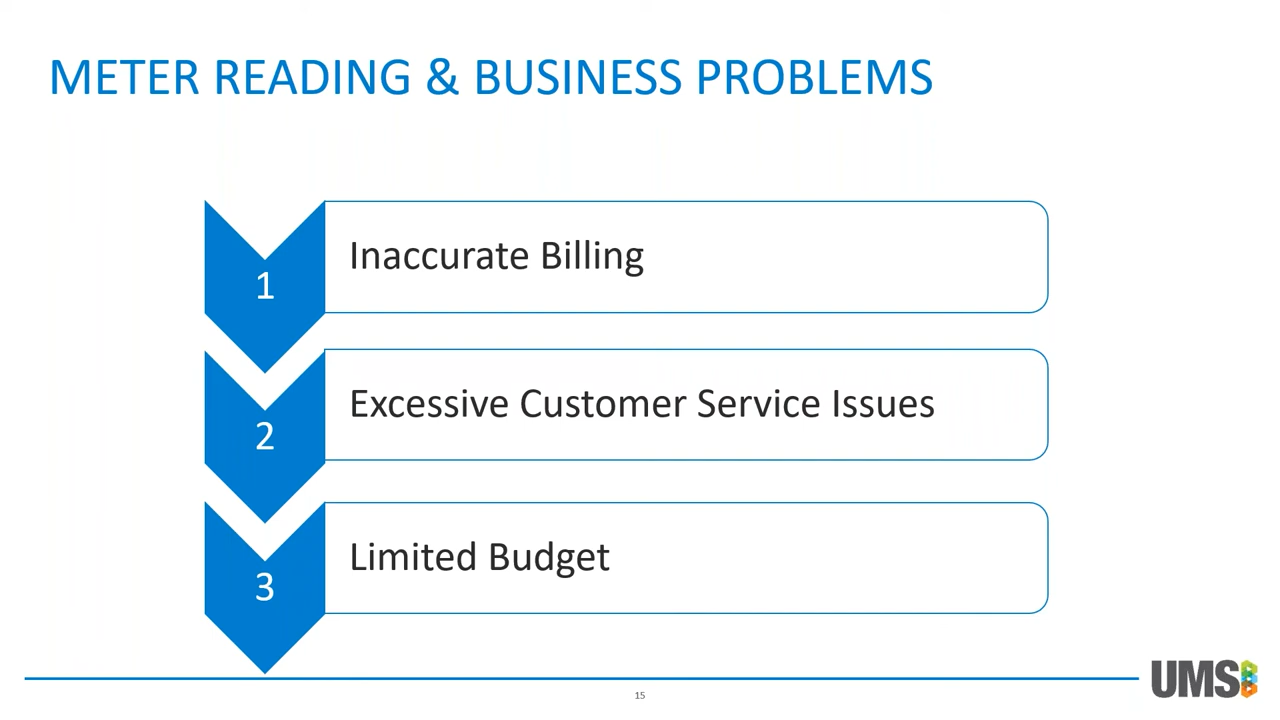 METER READING & BUSINESS PROBLEMS
1
Inaccurate Billing
2
Excessive Customer Service Issues
3
Limited Budget
15
UMS